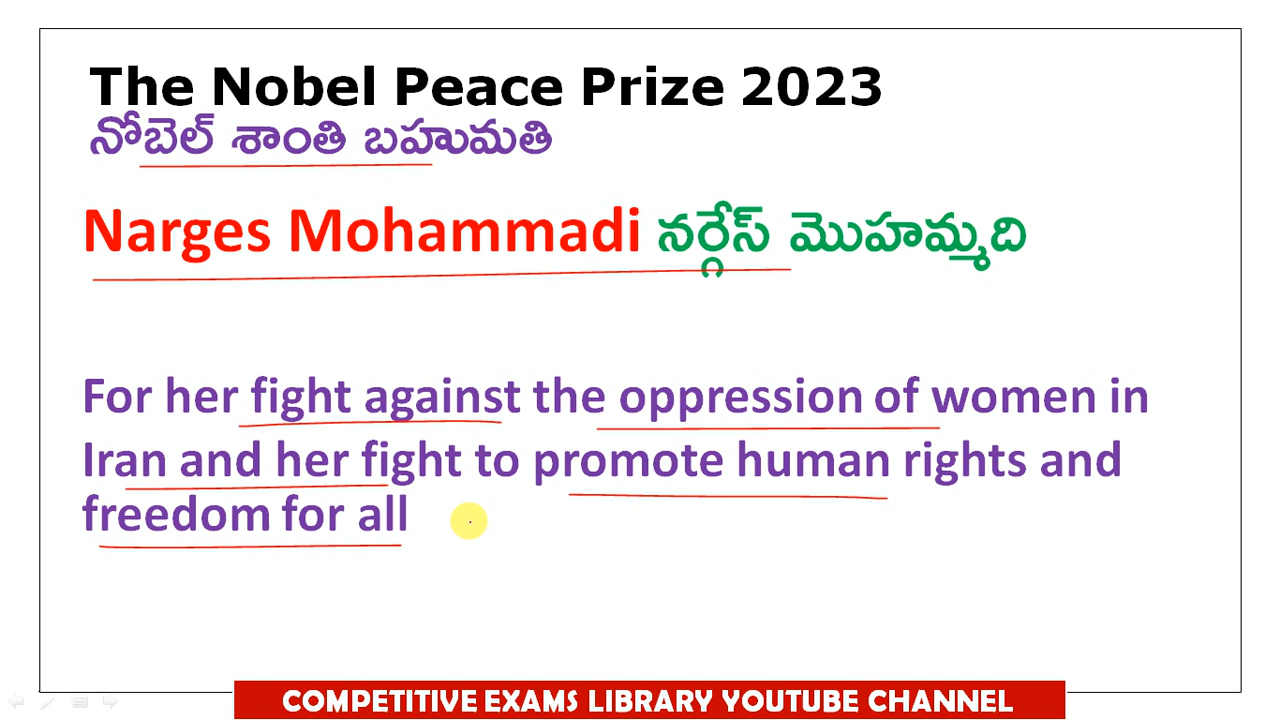 The Nobel Peace Prize 2023
నోబెల్ శాంతి బహుమతి
Narges Mohammadi నర్గేస్ మొహమ్మది
For her fight against the oppression of women in
Iran and her fight to promote human rights and
freedom for all
COMPETITIVE EXAMS LIBRARY YOUTUBE CHANNEL